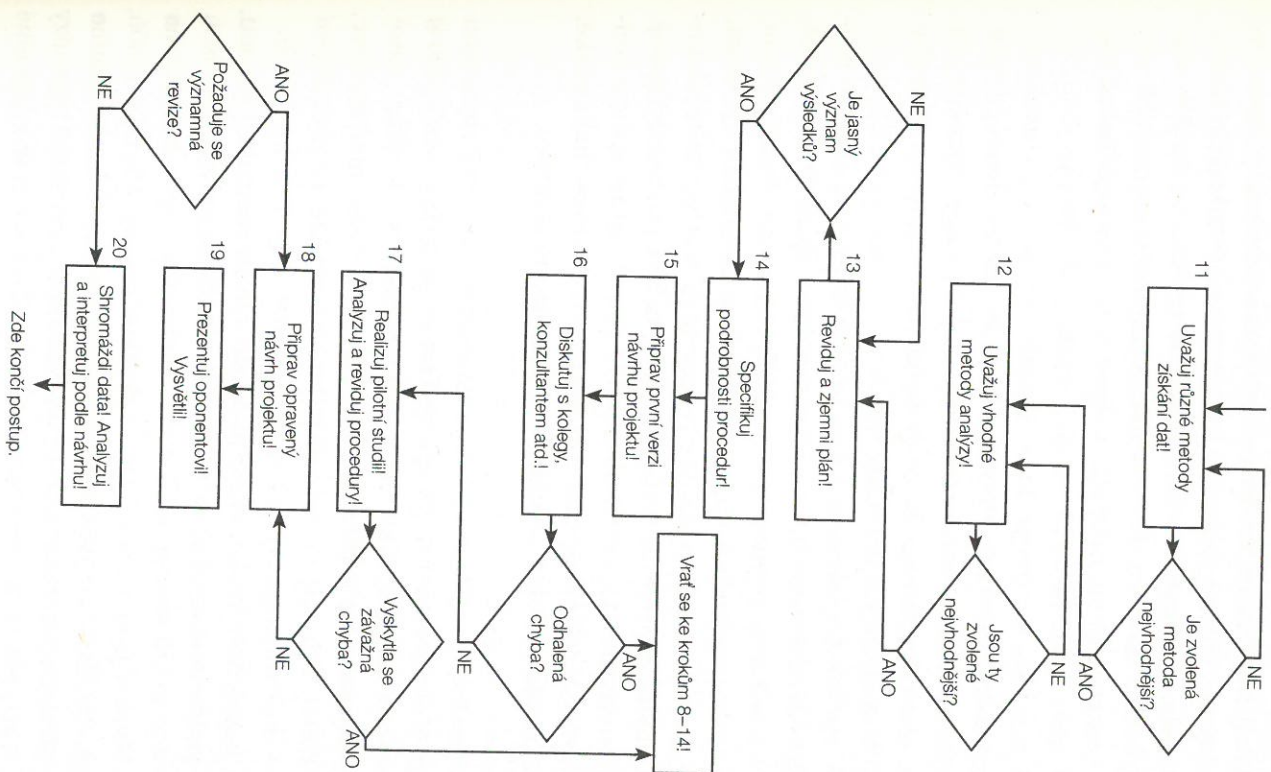 11
Uvažuj různé metody
získání dat!
Je zvolená
metoda
nejvhodnější?
NE
ANO
12
Uvažuj vhodné
metody analýzy!
Jsou ty
zvolené
nejvhodnější?
NE
ANO
13
Reviduj a zjemni plán!
Je jasný
význam
výsledků?
NE
ANO
14
Specifikuj
podrobnosti procedur!
15
Připrav první verzi
návrhu projektu!
16
Diskutuj s kolegy,
konzultantem atd.!
Odhalená
chyba?
ANO
NE
Vrať se ke krokům 8–14!
17
Realizuj pilotní studii!
Analyzuj a reviduj procedury!
Vyskytla se
závažná
chyba?
ANO
NE
18
Připrav opravený
návrh projektu!
19
Prezentuj oponentovi!
Vysvětli!
Požaduje se
významná
revize?
ANO
NE
20
Shromáždi data! Analyzuj
a interpretuj podle návrhu!
Zde končí postup.